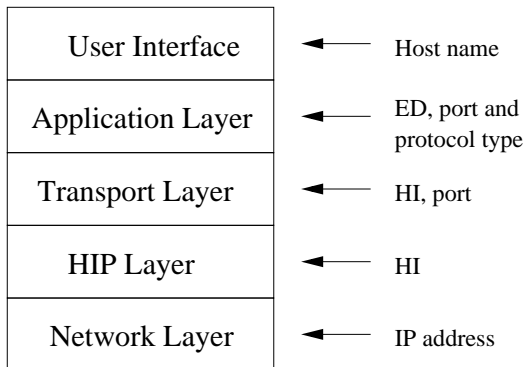 User Interface
Host name
Application Layer
ED, port and
protocol type
Transport Layer
HI, port
HIP Layer
HI
Network Layer
IP address